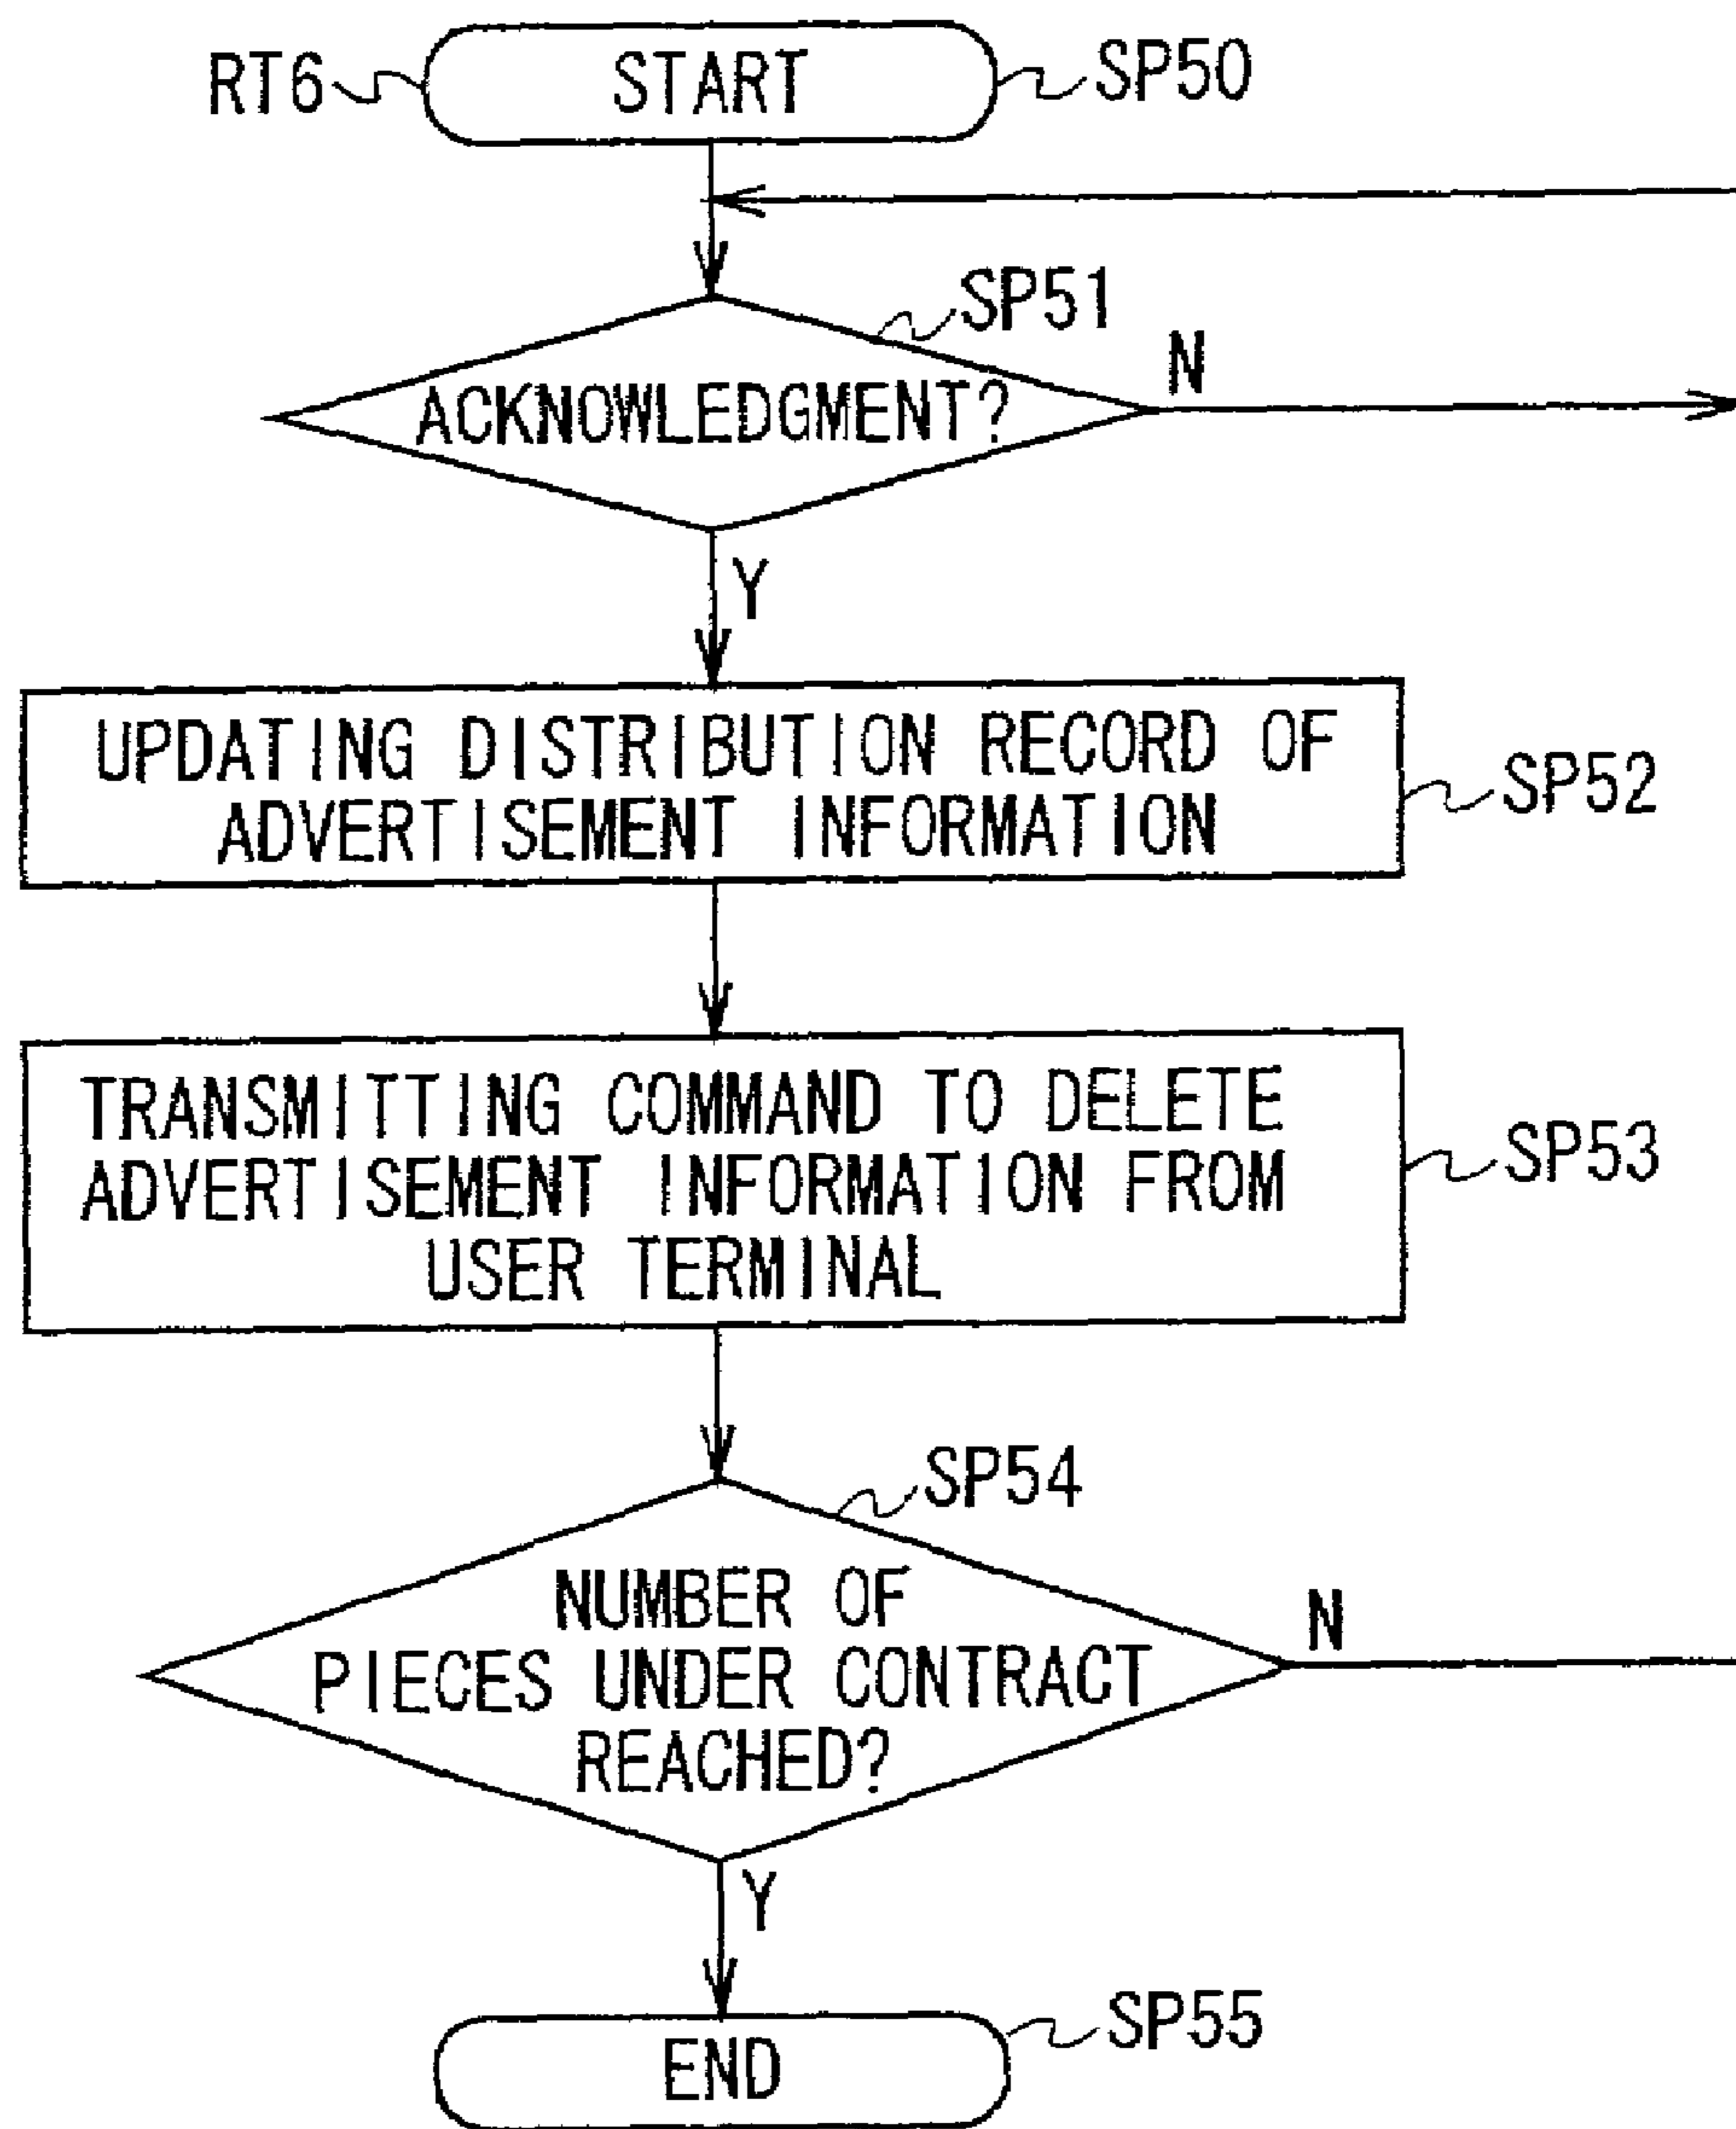 RT6
START
SP50
SP51
ACKNOWLEDGMENT?
N
Y
UPDATING DISTRIBUTION RECORD OF
ADVERTISEMENT INFORMATION
SP52
TRANSMITTING COMMAND TO DELETE
ADVERTISEMENT INFORMATION FROM
USER TERMINAL
SP53
SP54
NUMBER OF
PIECES UNDER CONTRACT
REACHED?
N
Y
END
SP55